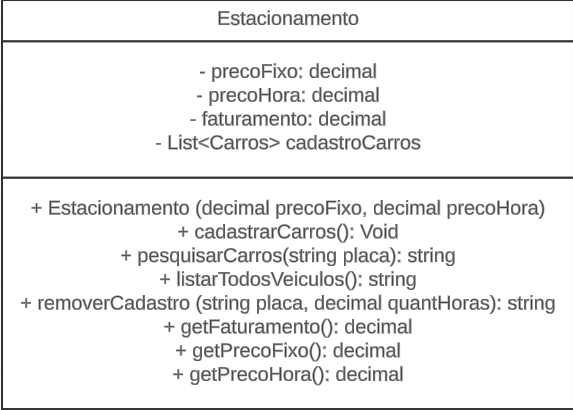 Estacionamento
- precoFixo: decimal
- precoHora: decimal
- faturamento: decimal
- List<Carros> cadastroCarros
+ Estacionamento (decimal precoFixo, decimal precoHora)
+ cadastrarCarros(): Void
+ pesquisarCarros(string placa): string
+ listarTodosVeiculos(): string
+ removerCadastro (string placa, decimal quantHoras): string
+ getFaturamento(): decimal
+ getPrecoFixo(): decimal
+ getPrecoHora(): decimal